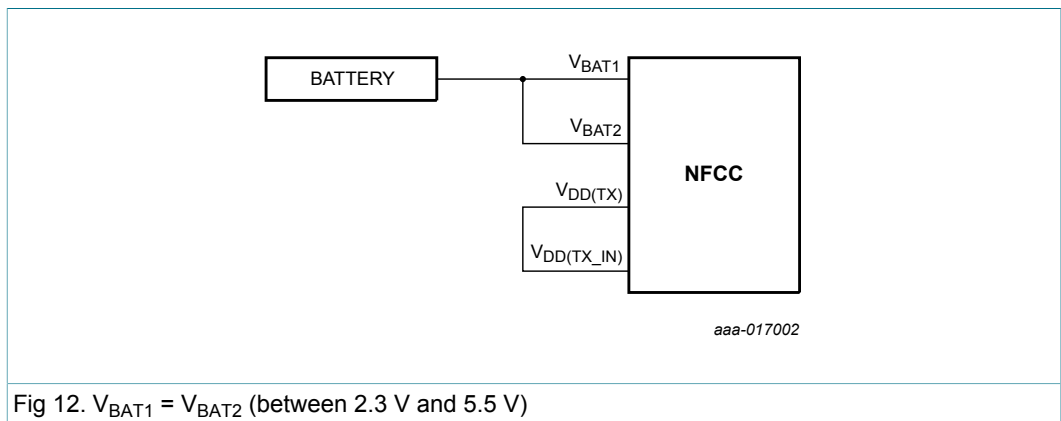 BATTERY
VBAT1
VBAT2
NFCC
VDD(TX)
VDD(TX_IN)
aaa-017002
Fig 12. VBAT1 = VBAT2 (between 2.3 V and 5.5 V)